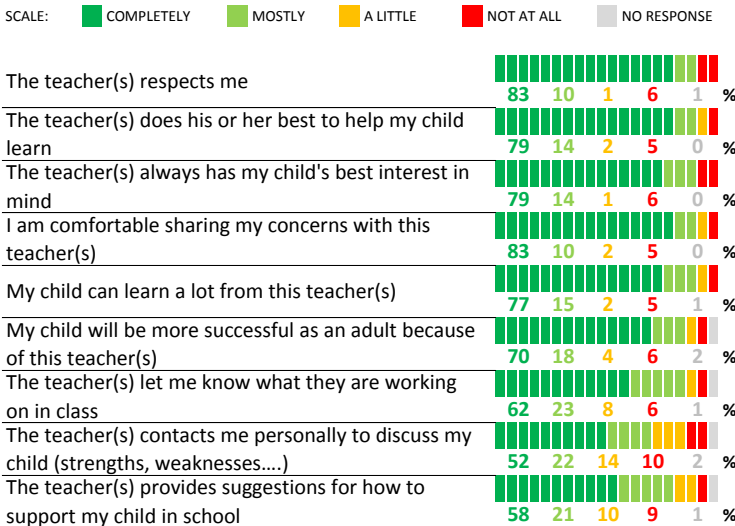 SCALE: COMPLETELY MOSTLY A LITTLE NOT AT ALL NO RESPONSE
The teacher(s) respects me
83 10 1 6 1 %
The teacher(s) does his or her best to help my child
learn
79 14 2 5 0 %
The teacher(s) always has my child's best interest in
mind
79 14 1 6 0 %
I am comfortable sharing my concerns with this
teacher(s)
83 10 2 5 0 %
My child can learn a lot from this teacher(s)
77 15 2 5 1 %
My child will be more successful as an adult because
of this teacher(s)
70 18 4 6 2 %
The teacher(s) let me know what they are working
on in class
62 23 8 6 1 %
The teacher(s) contacts me personally to discuss my
child (strengths, weaknesses....)
52 22 14 10 2 %
The teacher(s) provides suggestions for how to
support my child in school
58 21 10 9 1 %